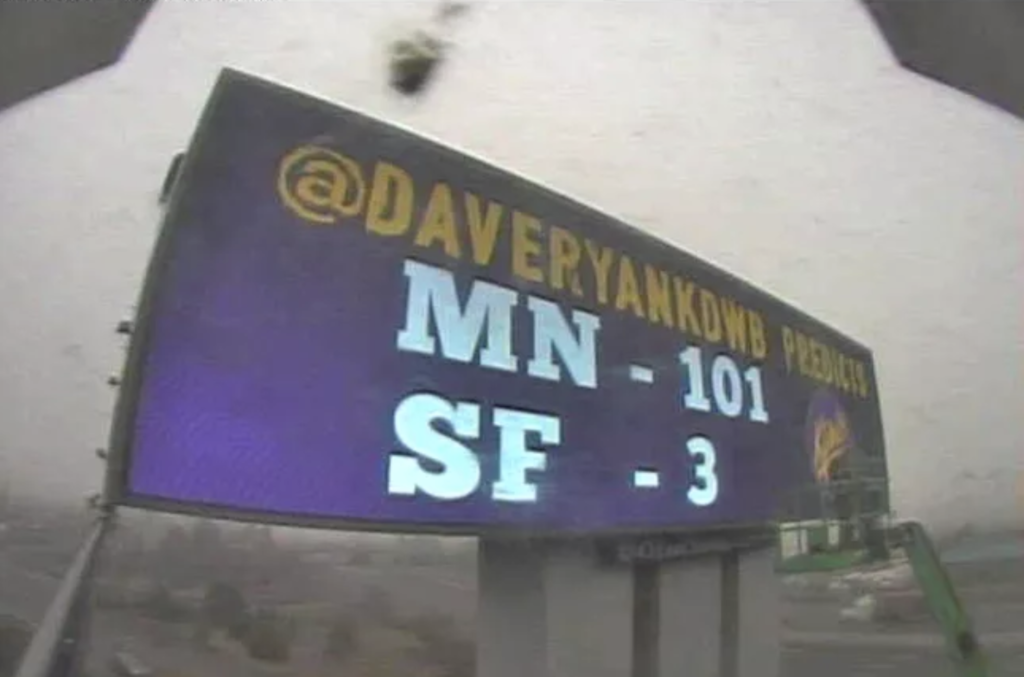 @DAVERYANKDWB PREDICTS
MN - 101
SF - 3